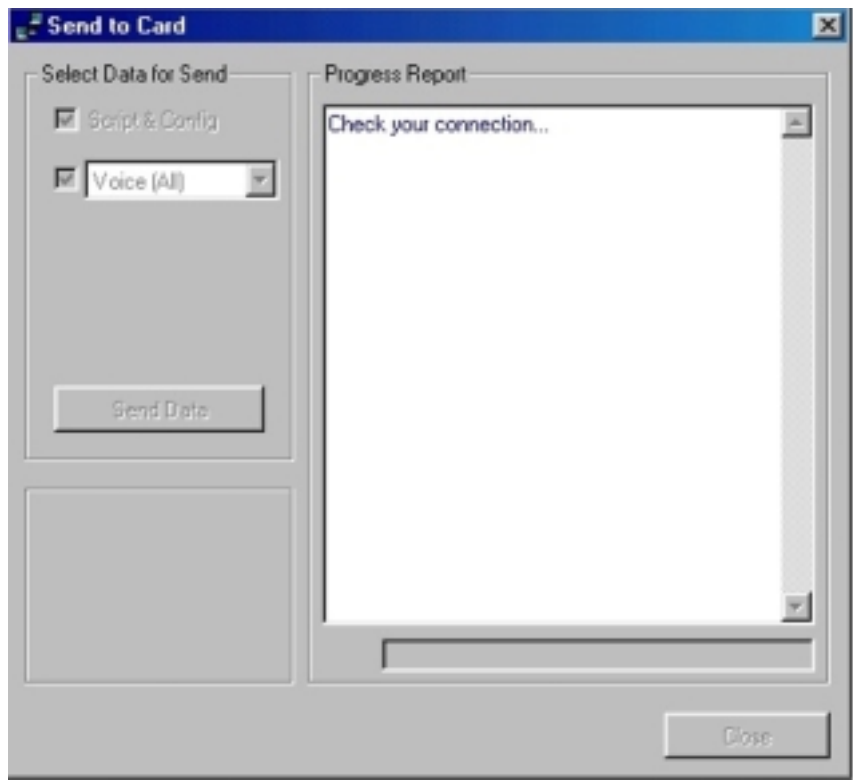 Send to Card
Select Data for Send
Script & Config
Voice (All)
Send Data
Progress Report
Check your connection...
Close